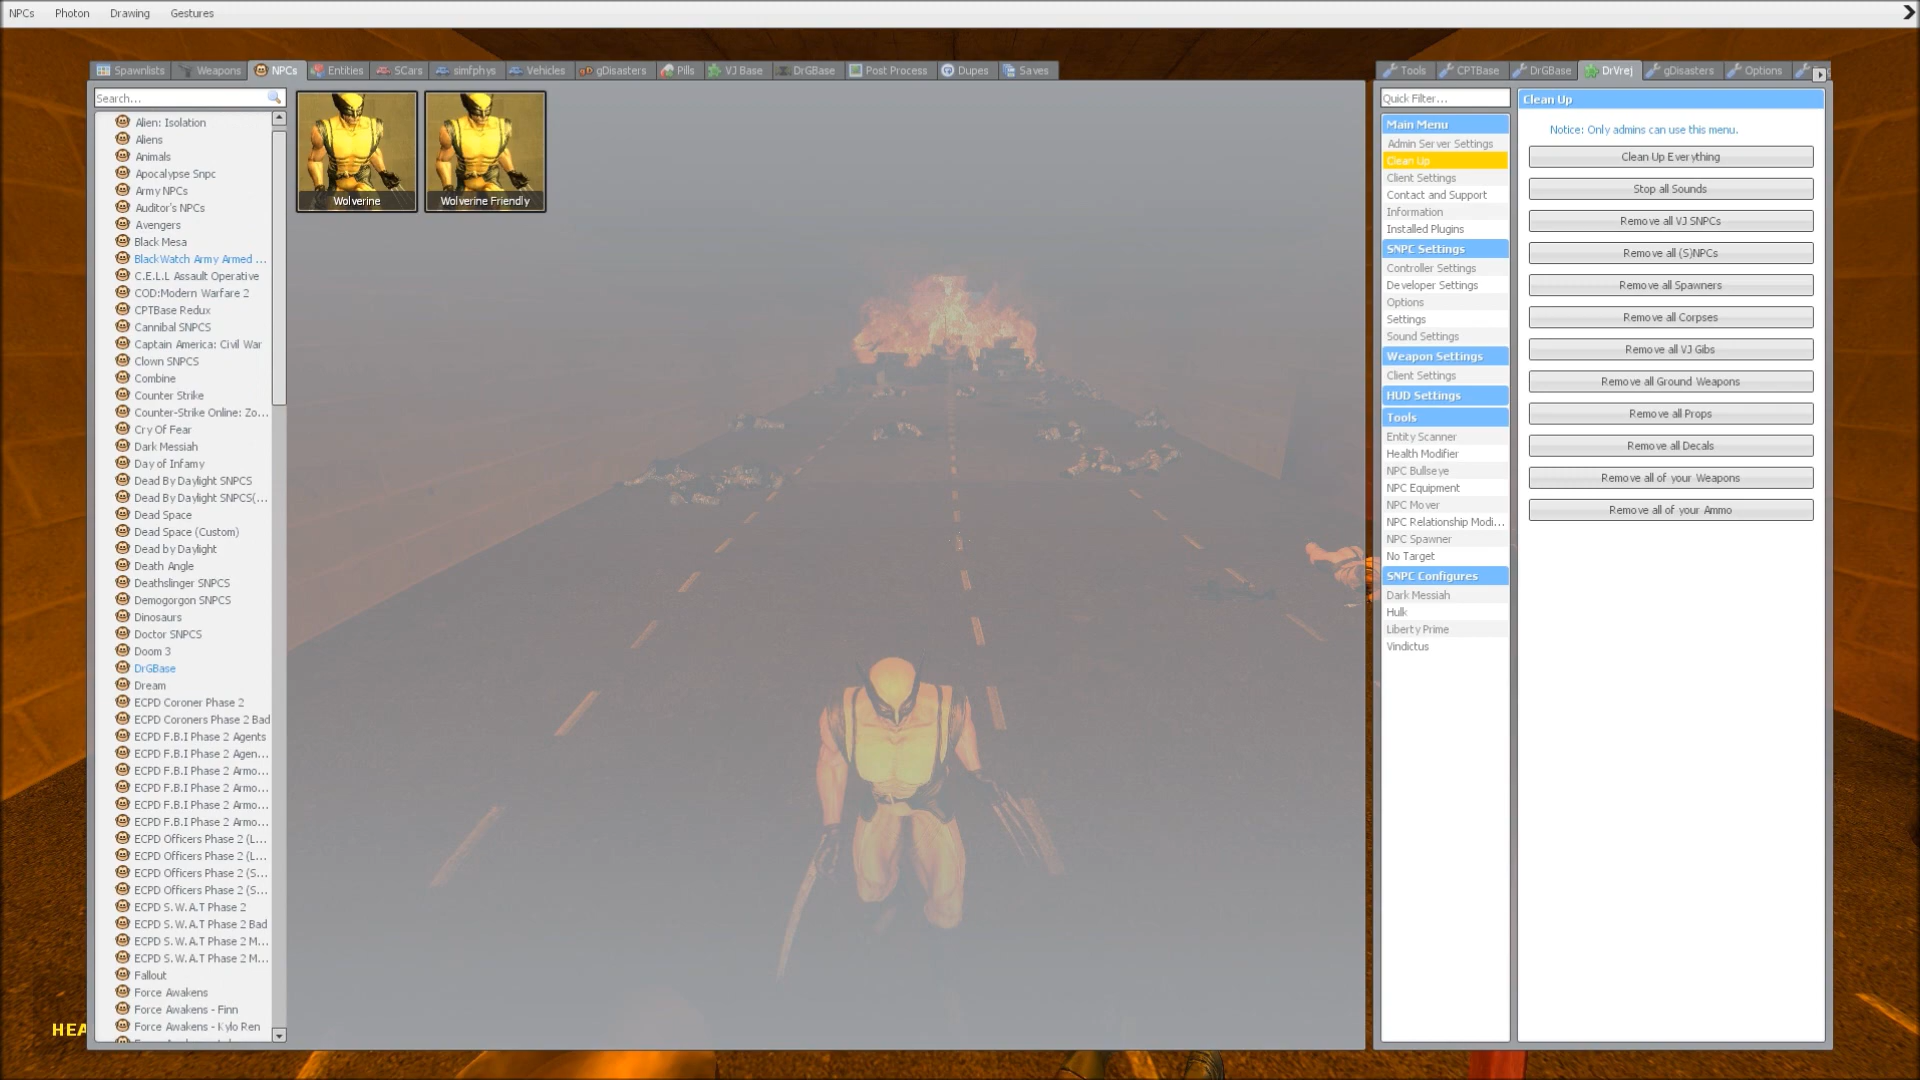 NPCs Photon Drawing Gestures
Spawnlists Weapons NPCs Entities SCars simfphys Vehicles gDisasters Pills VJ Base DrGBase Post Process Dupes Saves
Search...
Alien: Isolation
Aliens
Animals
Apocalypse Snpc
Army NPCs
Auditor's NPCs
Avengers
Black Mesa
BlackWatch Army Armed ...
C.E.L.L Assault Operative
COD:Modern Warfare 2
CPTBase Redux
Cannibal SNPCS
Captain America: Civil War
Clown SNPCS
Combine
Counter Strike
Counter-Strike Online: Zo...
Cry Of Fear
Dark Messiah
Day of Infamy
Dead By Daylight SNPCS
Dead By Daylight SNPCS(...
Dead Space
Dead Space (Custom)
Dead by Daylight
Death Angle
Deathslinger SNPCS
Demogorgon SNPCS
Dinosaurs
Doctor SNPCS
Doom 3
DrGBase
Dream
ECPD Coroner Phase 2
ECPD Coroners Phase 2 Bad
ECPD F.B.I Phase 2 Agents
ECPD F.B.I Phase 2 Agen...
ECPD F.B.I Phase 2 Armo...
ECPD F.B.I Phase 2 Armo...
ECPD F.B.I Phase 2 Armo...
ECPD F.B.I Phase 2 Armo...
ECPD Officers Phase 2 (L...
ECPD Officers Phase 2 (L...
ECPD Officers Phase 2 (S...
ECPD Officers Phase 2 (S...
ECPD S.W.A.T Phase 2
ECPD S.W.A.T Phase 2 Bad
ECPD S.W.A.T Phase 2 M...
ECPD S.W.A.T Phase 2 M...
Fallout
Force Awakens
Force Awakens - Finn
Force Awakens - Kylo Ren
HEA
Wolverine
Wolverine Friendly
Tools CPTBase DrGBase DrVrej gDisasters Options
Quick Filter...
Main Menu
Admin Server Settings
Clean Up
Client Settings
Contact and Support
Information
Installed Plugins
SNPC Settings
Controller Settings
Developer Settings
Options
Settings
Sound Settings
Weapon Settings
Client Settings
HUD Settings
Tools
Entity Scanner
Health Modifier
NPC Bullseye
NPC Equipment
NPC Mover
NPC Relationship Modi...
NPC Spawner
No Target
SNPC Configures
Dark Messiah
Hulk
Liberty Prime
Vindictus
Clean Up
Notice: Only admins can use this menu.
Clean Up Everything
Stop all Sounds
Remove all VJ SNPCs
Remove all (S)NPCs
Remove all Spawners
Remove all Corpses
Remove all VJ Gibs
Remove all Ground Weapons
Remove all Props
Remove all Decals
Remove all of your Weapons
Remove all of your Ammo